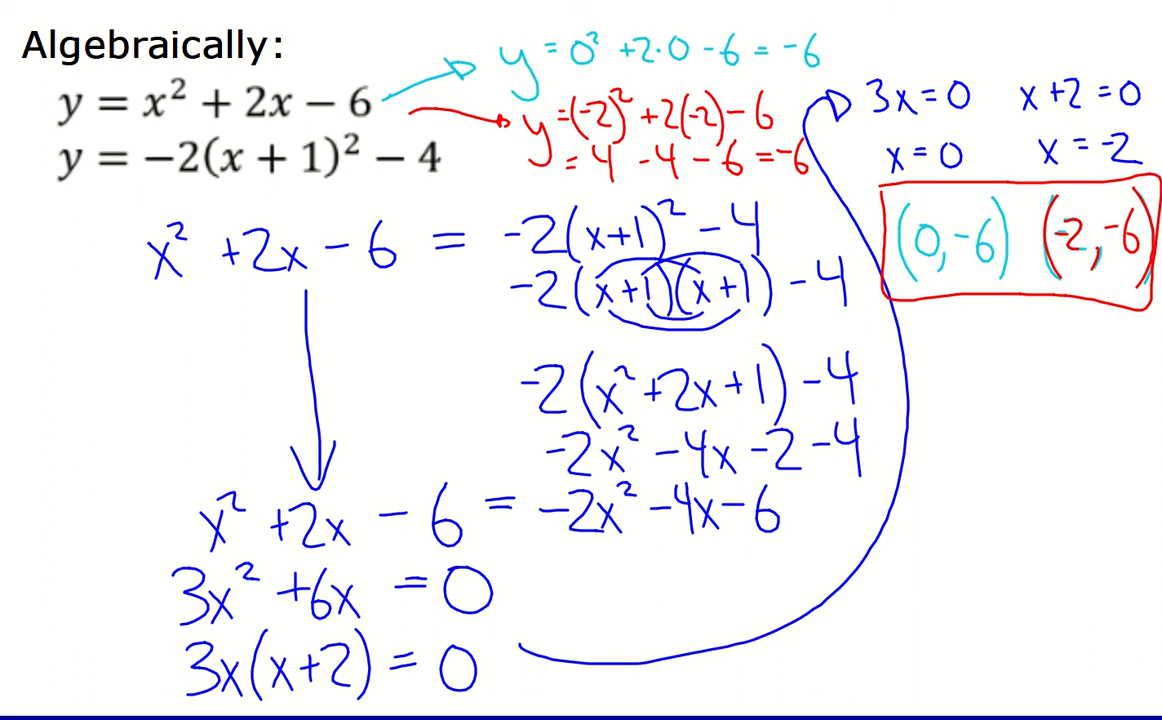 Algebraically:
y = x² + 2x − 6
y = −2(x + 1)² − 4
y = 0² + 2·0 − 6 = −6
y = (−2)² + 2(−2) − 6
= 4 − 4 − 6 = −6
3x = 0 x + 2 = 0
x = 0 x = −2
(0, −6) (−2, −6)
x² + 2x − 6 = −2(x+1)² − 4
−2(x+1)(x+1) − 4
−2(x² + 2x + 1) − 4
−2x² − 4x − 2 − 4
x² + 2x − 6 = −2x² − 4x − 6
3x² + 6x = 0
3x(x+2) = 0